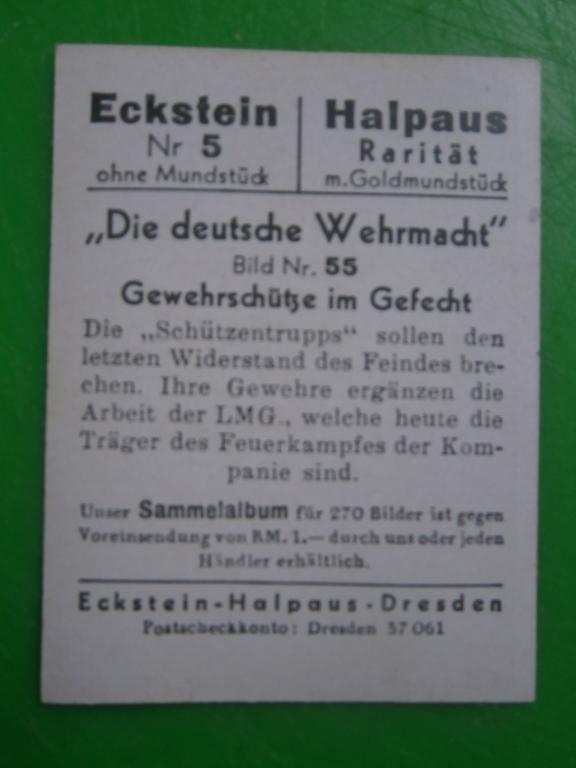 Eckstein
Nr 5
ohne Mundstück
Halpaus
Rarität
m. Goldmundstück
„Die deutsche Wehrmacht"
Bild Nr. 55
Gewehrschütze im Gefecht
Die „Schützentrupps" sollen den
letzten Widerstand des Feindes bre-
chen. Ihre Gewehre ergänzen die
Arbeit der LMG., welche heute die
Träger des Feuerkampfes der Kom-
panie sind.
Unser Sammelalbum für 270 Bilder ist gegen
Voreinsendung von RM. 1.— durch uns oder jeden
Händler erhältlich.
Eckstein-Halpaus · Dresden
Postscheckkonto: Dresden 57 061